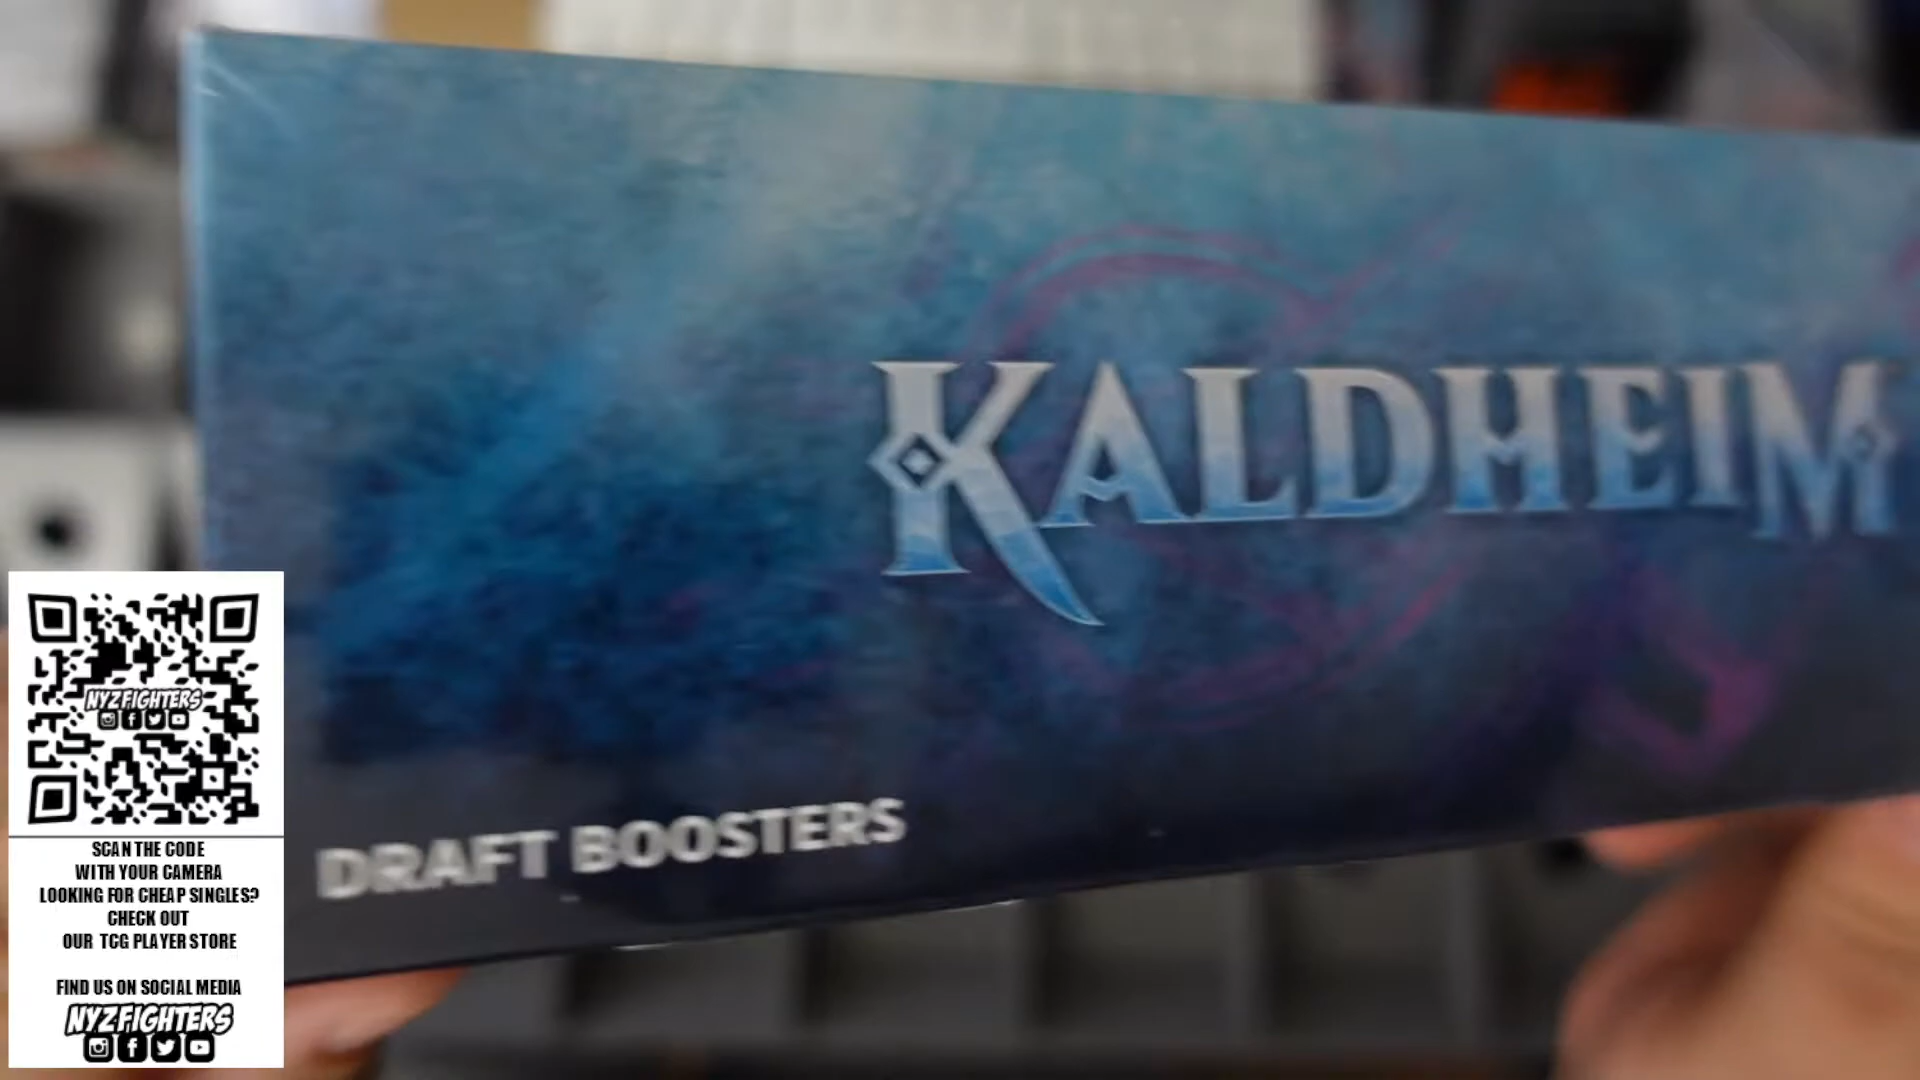 KALDHEIM
DRAFT BOOSTERS
NYZFIGHTERS
SCAN THE CODE
WITH YOUR CAMERA
LOOKING FOR CHEAP SINGLES?
CHECK OUT
OUR TCG PLAYER STORE
FIND US ON SOCIAL MEDIA
NYZFIGHTERS